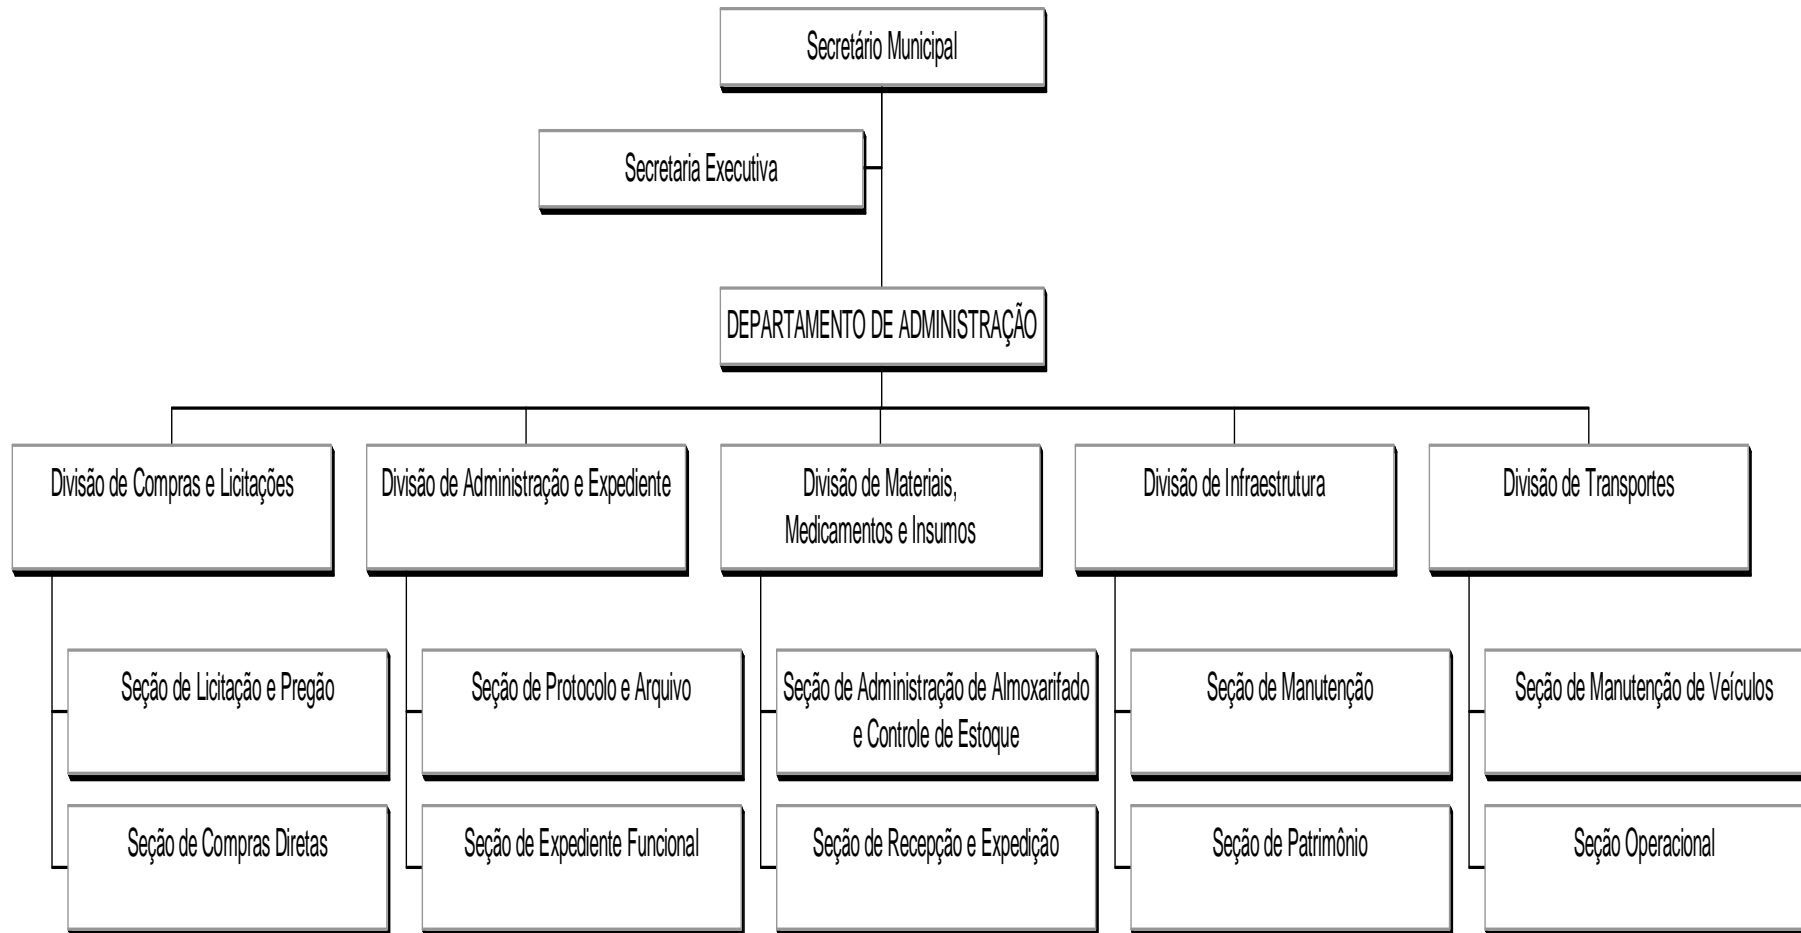 Secretário Municipal
Secretaria Executiva
DEPARTAMENTO DE ADMINISTRAÇÃO
Divisão de Compras e Licitações
Divisão de Administração e Expediente
Divisão de Materiais,
Medicamentos e Insumos
Divisão de Infraestrutura
Divisão de Transportes
Seção de Licitação e Pregão
Seção de Protocolo e Arquivo
Seção de Administração de Almoxarifado
e Controle de Estoque
Seção de Manutenção
Seção de Manutenção de Veículos
Seção de Compras Diretas
Seção de Expediente Funcional
Seção de Recepção e Expedição
Seção de Patrimônio
Seção Operacional